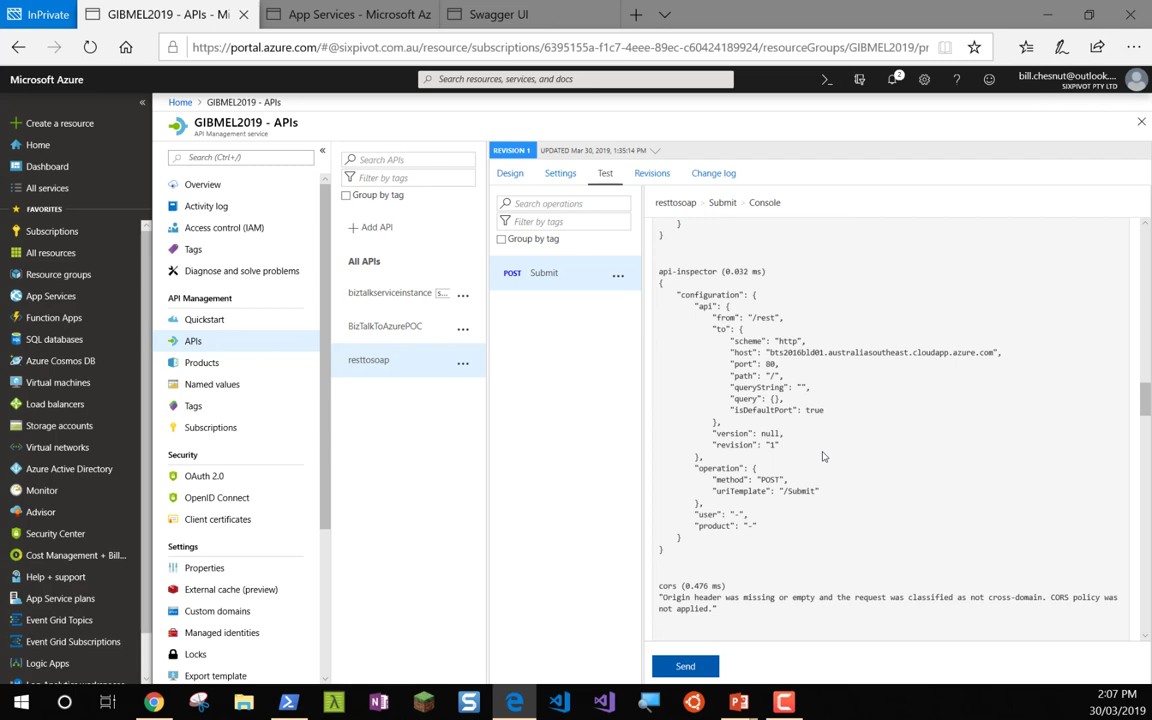 InPrivate
GIBMEL2019 - APIs - Mi
App Services - Microsoft Az
Swagger UI
https://portal.azure.com/#@sixpivot.com.au/resource/subscriptions/6395155a-f1c7-4eee-89ec-c60424189924/resourceGroups/GIBMEL2019/pr
Microsoft Azure
Search resources, services, and docs
2
bill.chesnut@outlook....
SIXPIVOT PTY LTD
Create a resource
Home
Dashboard
All services
FAVORITES
Subscriptions
All resources
Resource groups
App Services
Function Apps
SQL databases
Azure Cosmos DB
Virtual machines
Load balancers
Storage accounts
Virtual networks
Azure Active Directory
Monitor
Advisor
Security Center
Cost Management + Bill...
Help + support
App Service plans
Event Grid Topics
Event Grid Subscriptions
Logic Apps
Home > GIBMEL2019 - APIs
GIBMEL2019 - APIs
API Management service
Search (Ctrl+/)
Overview
Activity log
Access control (IAM)
Tags
Diagnose and solve problems
API Management
Quickstart
APIs
Products
Named values
Tags
Subscriptions
Security
OAuth 2.0
OpenID Connect
Client certificates
Settings
Properties
External cache (preview)
Custom domains
Managed identities
Locks
Export template
Search APIs
Filter by tags
Group by tag
Add API
All APIs
biztalkserviceinstance s...
BizTalkToAzurePOC
resttosoap
REVISION 1
UPDATED Mar 30, 2019, 1:35:14 PM
Design
Settings
Test
Revisions
Change log
Search operations
Filter by tags
Group by tag
POST Submit
resttosoap > Submit > Console
}
}
api-inspector (0.032 ms)
{
"configuration": {
"api": {
"from": "/rest",
"to": {
"scheme": "http",
"host": "bts2016bld01.australiasoutheast.cloudapp.azure.com",
"port": 80,
"path": "/",
"queryString": "",
"query": {},
"isDefaultPort": true
},
"version": null,
"revision": "1"
},
"operation": {
"method": "POST",
"uriTemplate": "/Submit"
},
"user": "-",
"product": "-"
}
}
cors (0.476 ms)
"Origin header was missing or empty and the request was classified as not cross-domain. CORS policy was
not applied."
Send
2:07 PM
30/03/2019